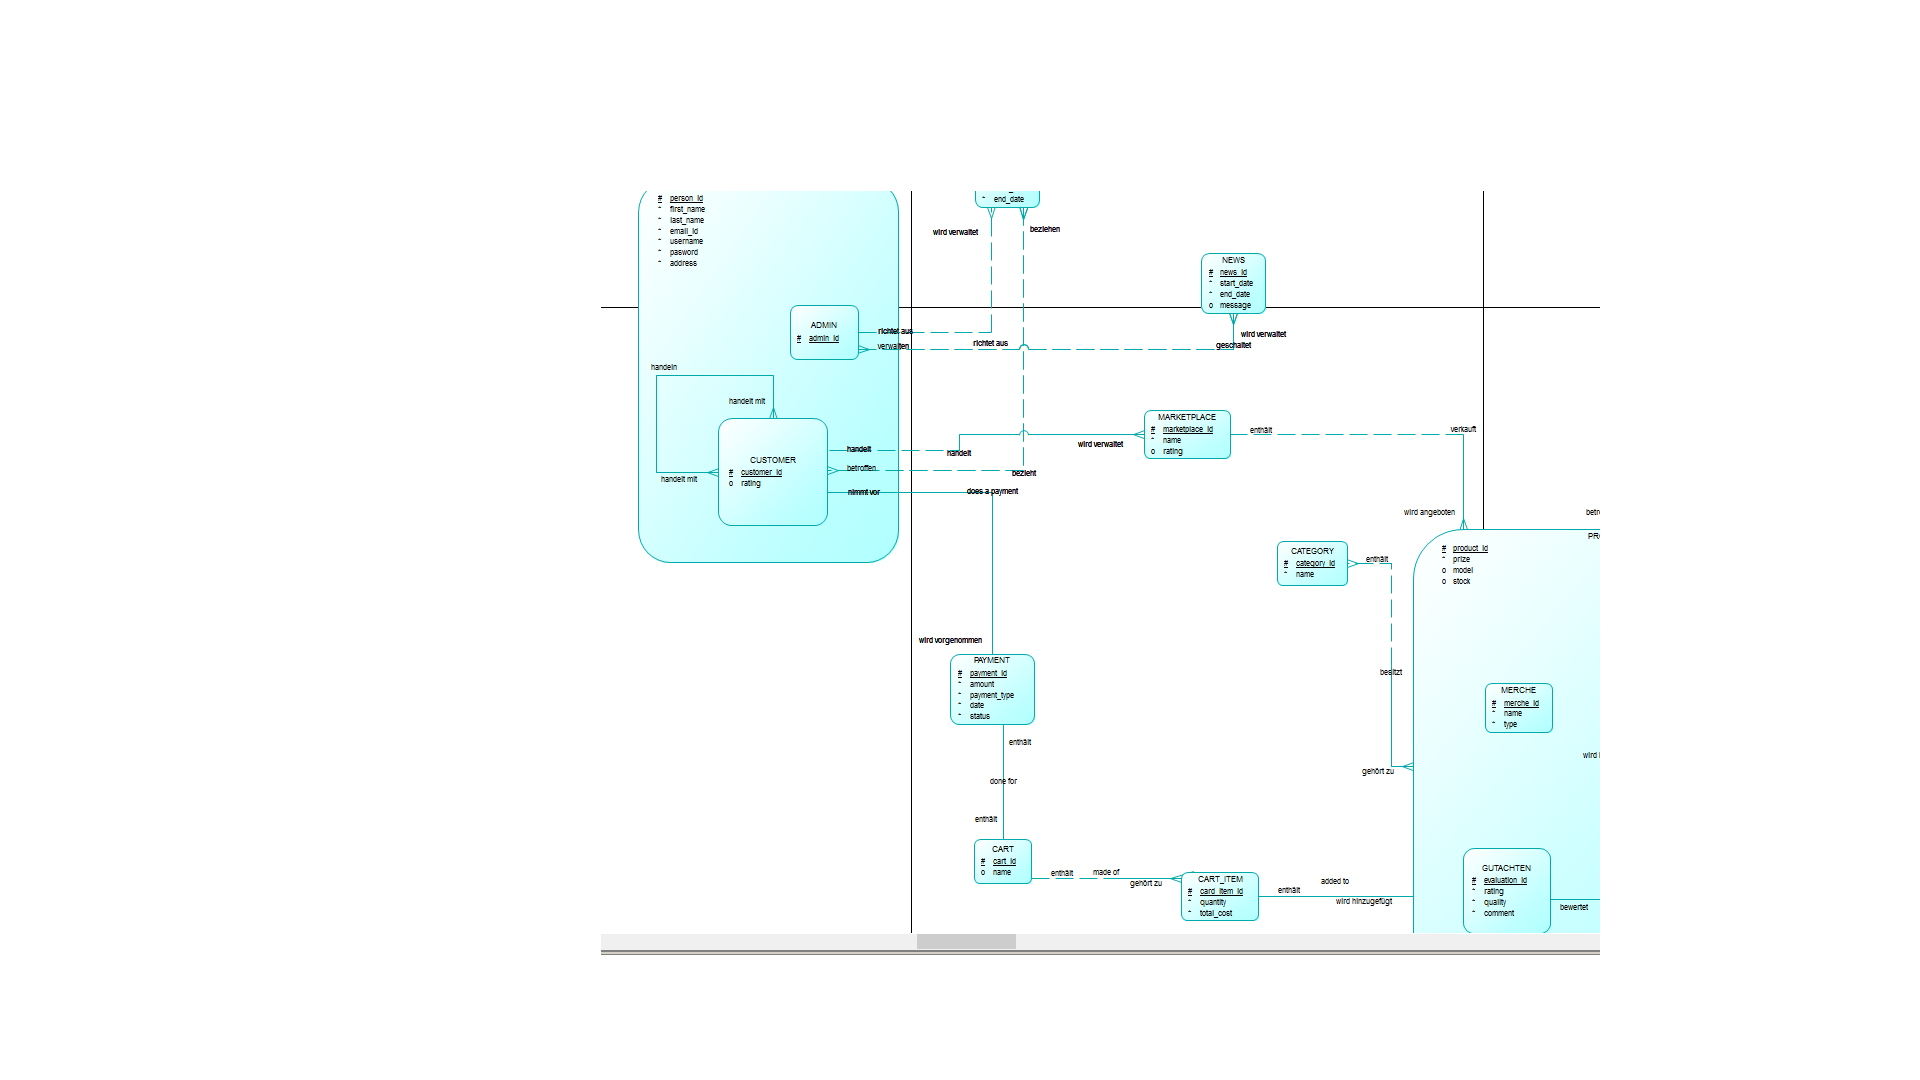 # person_id
* first_name
* last_name
* email_id
* username
* pasword
* address
* end_date
wird verwaltet
beziehen
NEWS
# news_id
* start_date
* end_date
o message
ADMIN
# admin_id
richtet aus
verwalten
richtet aus
wird verwaltet
geschaltet
handeln
handelt mit
MARKETPLACE
# marketplace_id
* name
o rating
enthält
verkauft
wird verwaltet
CUSTOMER
# customer_id
o rating
handelt
handelt
betroffen
bezieht
handelt mit
nimmt vor
does a payment
wird angeboten
betr
PR
CATEGORY
# category_id
* name
enthält
# product_id
* prize
o model
o stock
wird vorgenommen
PAYMENT
# payment_id
* amount
* payment_type
* date
* status
besitzt
MERCHE
# merche_id
* name
* type
enthält
wird
gehört zu
done for
enthält
CART
# cart_id
o name
enthält
made of
gehört zu
CART_ITEM
# card_item_id
* quantity
* total_cost
enthält
added to
wird hinzugefügt
GUTACHTEN
# evaluation_id
* rating
* quality
* comment
bewertet